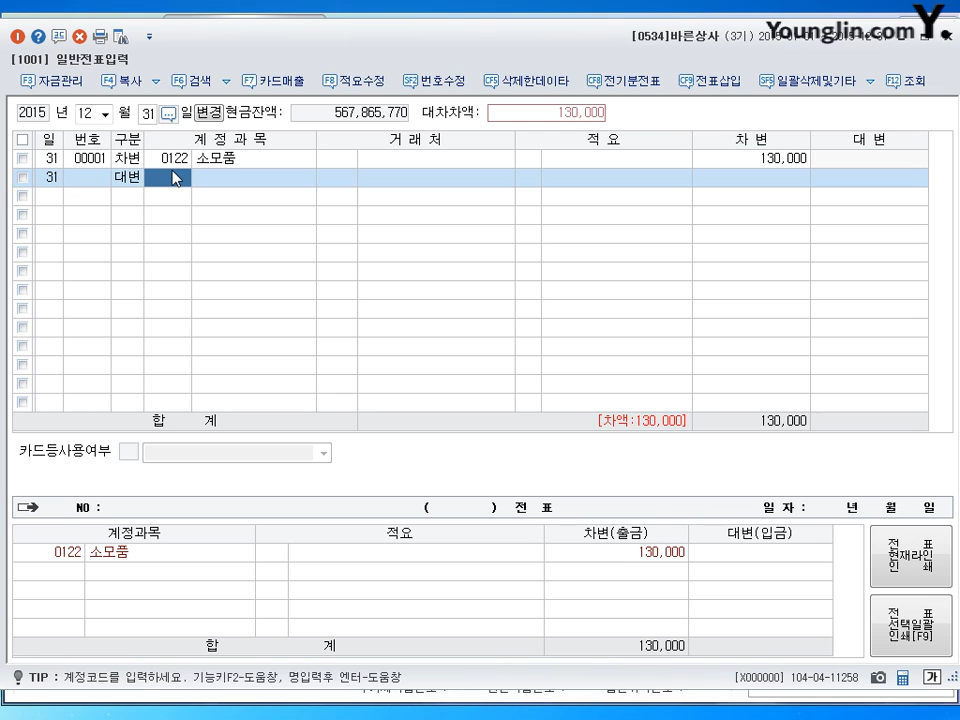 Younglin.com Y.
[0534]바른상사 (3기)
[1001] 일반전표입력
F3 자금관리 F4 복사 F6 검색 F7 카드매출 F8 적요수정 SF2 번호수정 CF5 삭제한데이타 CF8 전기분전표 CF9 전표삽입 SF5 일괄삭제및기타 F12 조회
2015 년 12 월 31 일 변경 현금잔액: 567,865,770 대차차액: 130,000
일 번호 구분 계 정 과 목 거 래 처 적 요 차 변 대 변
31 00001 차변 0122 소모품 130,000
31 대변
합 계 [차액:130,000] 130,000
카드등사용여부
NO : ( ) 전 표 일 자 : 년 월 일
계정과목 적요 차변(출금) 대변(입금)
0122 소모품 130,000
합 계 130,000
전 표
현재라인
인 쇄
전 표
선택일괄
인쇄[F9]
TIP : 계정코드를 입력하세요. 기능키F2-도움창, 명입력후 엔터-도움창 [X000000] 104-04-11258 가